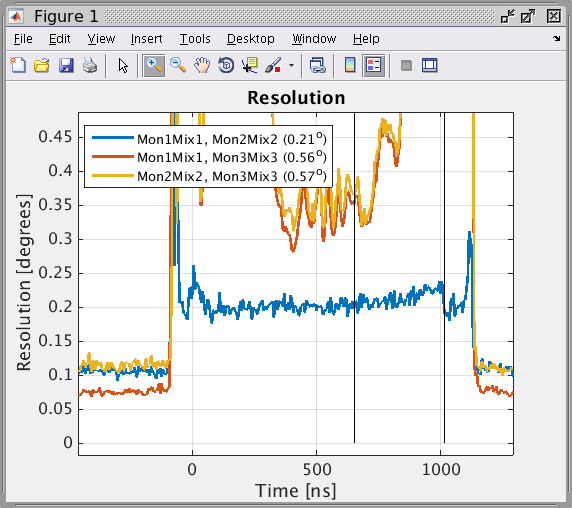 Figure 1
File Edit View Insert Tools Desktop Window Help
Resolution
Mon1Mix1, Mon2Mix2 (0.21°)
Mon1Mix1, Mon3Mix3 (0.56°)
Mon2Mix2, Mon3Mix3 (0.57°)
Resolution [degrees]
0.45
0.4
0.35
0.3
0.25
0.2
0.15
0.1
0.05
0
0 500 1000
Time [ns]